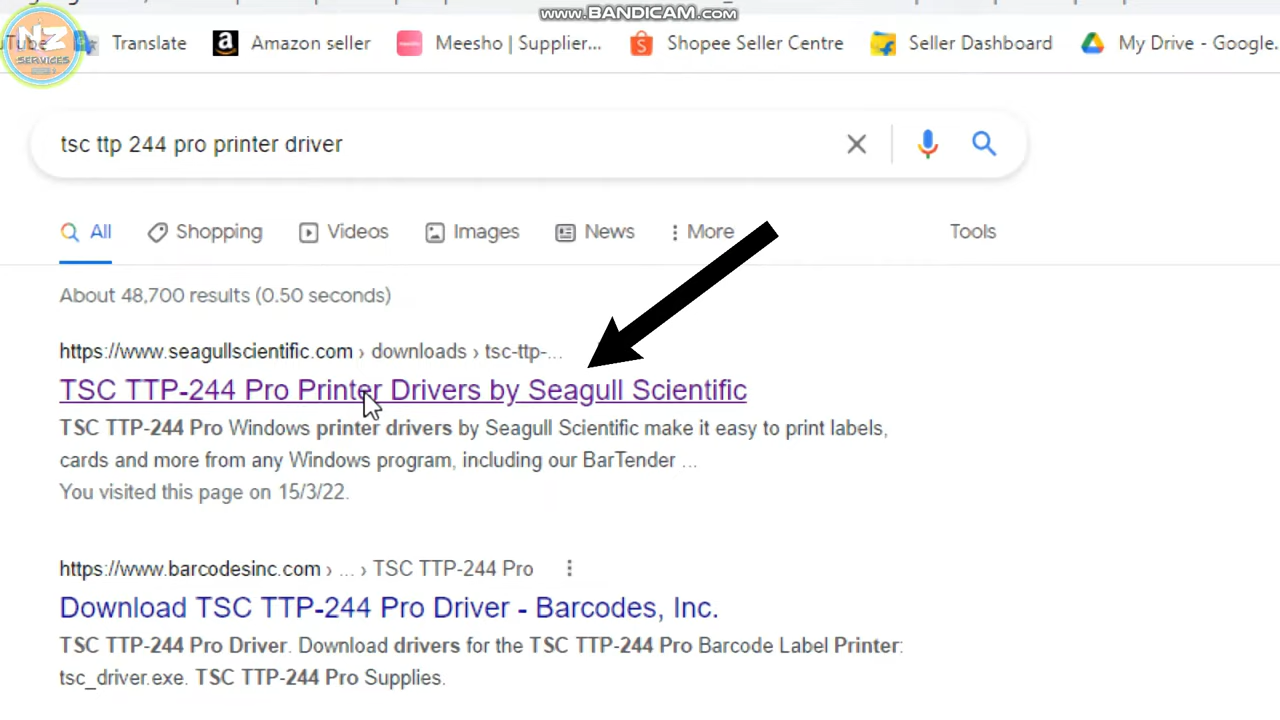 www.BANDICAM.com
NZ
SERVICES
Translate
Amazon seller
Meesho | Supplier...
Shopee Seller Centre
Seller Dashboard
My Drive - Google.
tsc ttp 244 pro printer driver
All
Shopping
Videos
Images
News
More
Tools
About 48,700 results (0.50 seconds)
https://www.seagullscientific.com › downloads › tsc-ttp-...
TSC TTP-244 Pro Printer Drivers by Seagull Scientific
TSC TTP-244 Pro Windows printer drivers by Seagull Scientific make it easy to print labels,
cards and more from any Windows program, including our BarTender ...
You visited this page on 15/3/22.
https://www.barcodesinc.com › ... › TSC TTP-244 Pro
Download TSC TTP-244 Pro Driver - Barcodes, Inc.
TSC TTP-244 Pro Driver. Download drivers for the TSC TTP-244 Pro Barcode Label Printer:
tsc_driver.exe. TSC TTP-244 Pro Supplies.